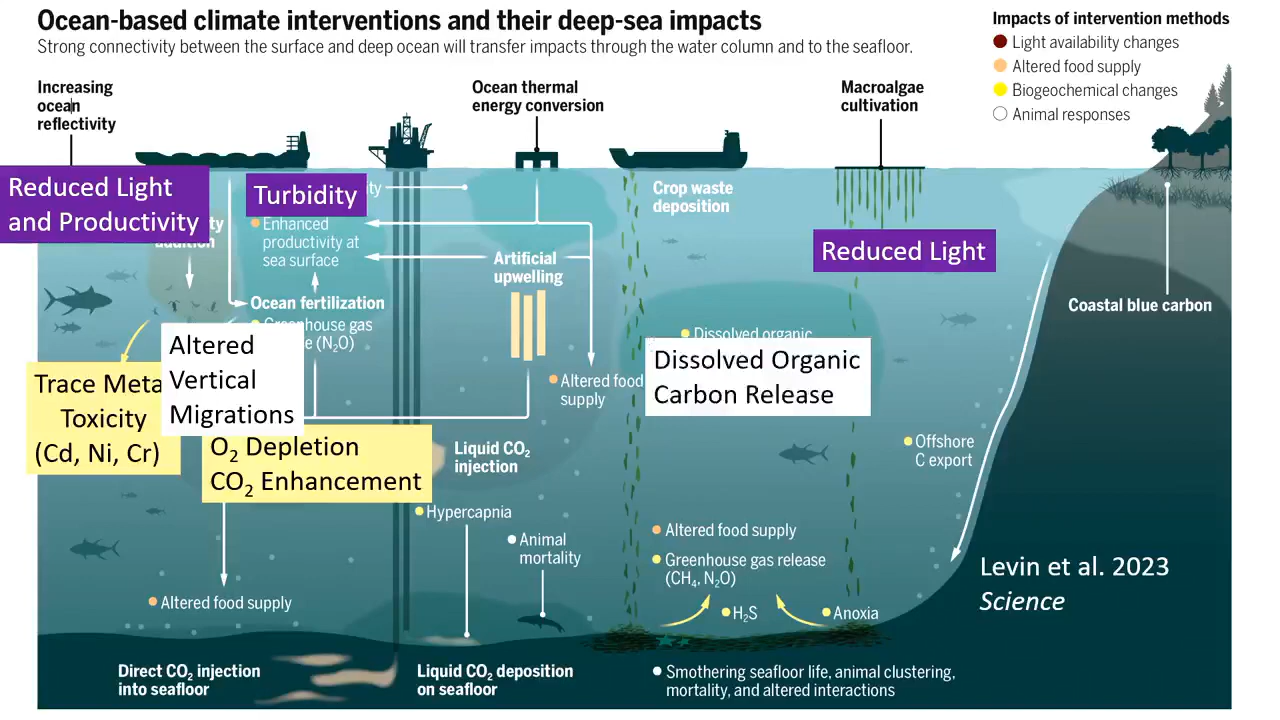 Ocean-based climate interventions and their deep-sea impacts
Strong connectivity between the surface and deep ocean will transfer impacts through the water column and to the seafloor.
Impacts of intervention methods
Light availability changes
Altered food supply
Biogeochemical changes
Animal responses
Increasing
ocean
reflectivity
Ocean thermal
energy conversion
Macroalgae
cultivation
Reduced Light
and Productivity
Turbidity
Enhanced
productivity at
sea surface
Artificial
upwelling
Crop waste
deposition
Reduced Light
Ocean fertilization
Greenhouse gas
(N₂O)
Coastal blue carbon
Altered
Vertical
Migrations
Dissolved organic
Dissolved Organic
Carbon Release
Trace Meta
Toxicity
(Cd, Ni, Cr)
Altered food
supply
O₂ Depletion
CO₂ Enhancement
Liquid CO₂
injection
Offshore
C export
Hypercapnia
Animal
mortality
Altered food supply
Greenhouse gas release
(CH₄, N₂O)
H₂S
Anoxia
Levin et al. 2023
Science
Altered food supply
Direct CO₂ injection
into seafloor
Liquid CO₂ deposition
on seafloor
Smothering seafloor life, animal clustering,
mortality, and altered interactions